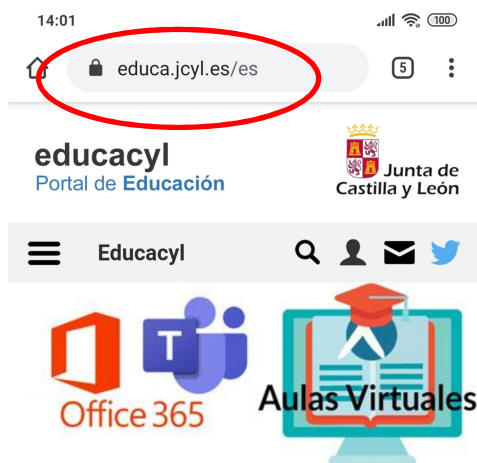 14:01
100
educa.jcyl.es/es
5
educacyl
Portal de Educación
Junta de
Castilla y León
Educacyl
T
Office 365
Aulas Virtuales